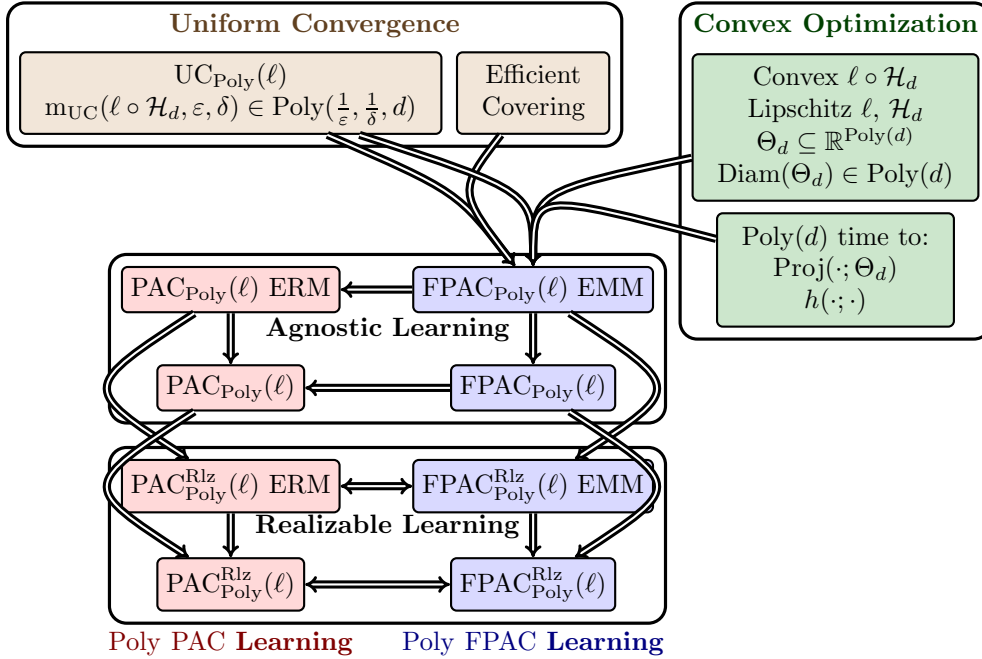 Uniform Convergence
UC_Poly(ℓ)
m_UC(ℓ ∘ ℋ_d, ε, δ) ∈ Poly(1/ε, 1/δ, d)
Efficient
Covering
Convex Optimization
Convex ℓ ∘ ℋ_d
Lipschitz ℓ, ℋ_d
Θ_d ⊆ ℝ^Poly(d)
Diam(Θ_d) ∈ Poly(d)
Poly(d) time to:
Proj(·; Θ_d)
h(·; ·)
PAC_Poly(ℓ) ERM
FPAC_Poly(ℓ) EMM
Agnostic Learning
PAC_Poly(ℓ)
FPAC_Poly(ℓ)
PAC^Rlz_Poly(ℓ) ERM
FPAC^Rlz_Poly(ℓ) EMM
Realizable Learning
PAC^Rlz_Poly(ℓ)
FPAC^Rlz_Poly(ℓ)
Poly PAC Learning
Poly FPAC Learning